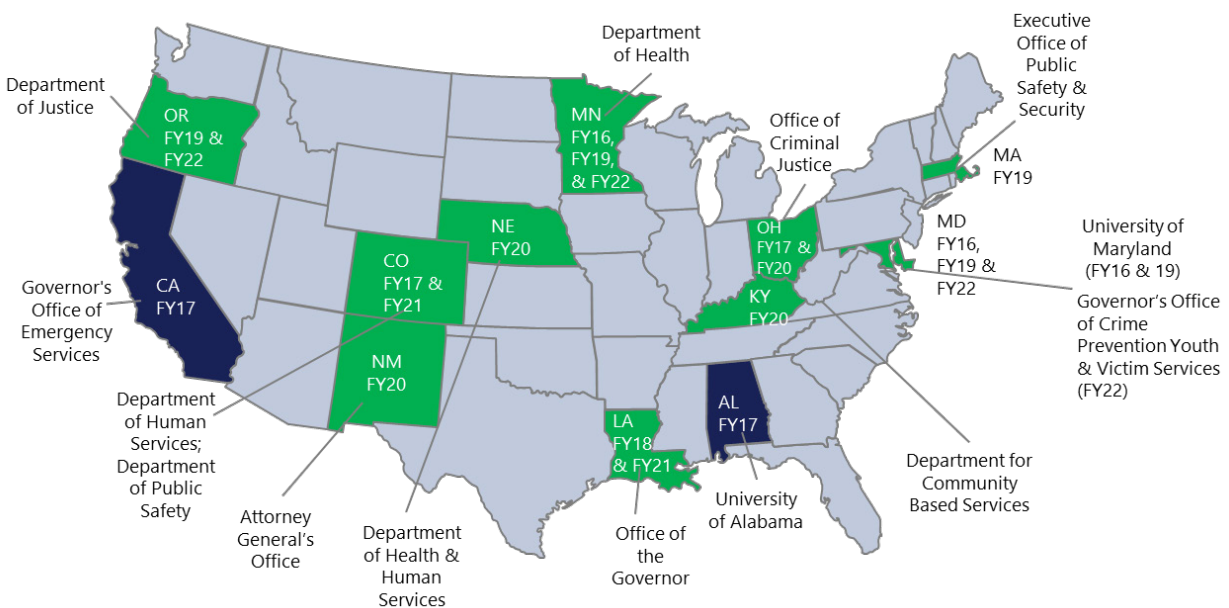 Department
of Justice
OR
FY19 &
FY22
Department
of Health
MN
FY16,
FY19,
& FY22
Office of
Criminal
Justice
OH
FY17 &
FY20
Executive
Office of
Public
Safety &
Security
MA
FY19
MD
FY16,
FY19 &
FY22
University of
Maryland
(FY16 & 19)
Governor's Office
of Crime
Prevention Youth
& Victim Services
(FY22)
NE
FY20
CO
FY17 &
FY21
KY
FY20
CA
FY17
Governor's
Office of
Emergency
Services
NM
FY20
AL
FY17
LA
FY18
& FY21
Department
of Human
Services;
Department
of Public
Safety
Attorney
General's
Office
Department
of Health &
Human
Services
Office of
the
Governor
University
of Alabama
Department for
Community
Based Services